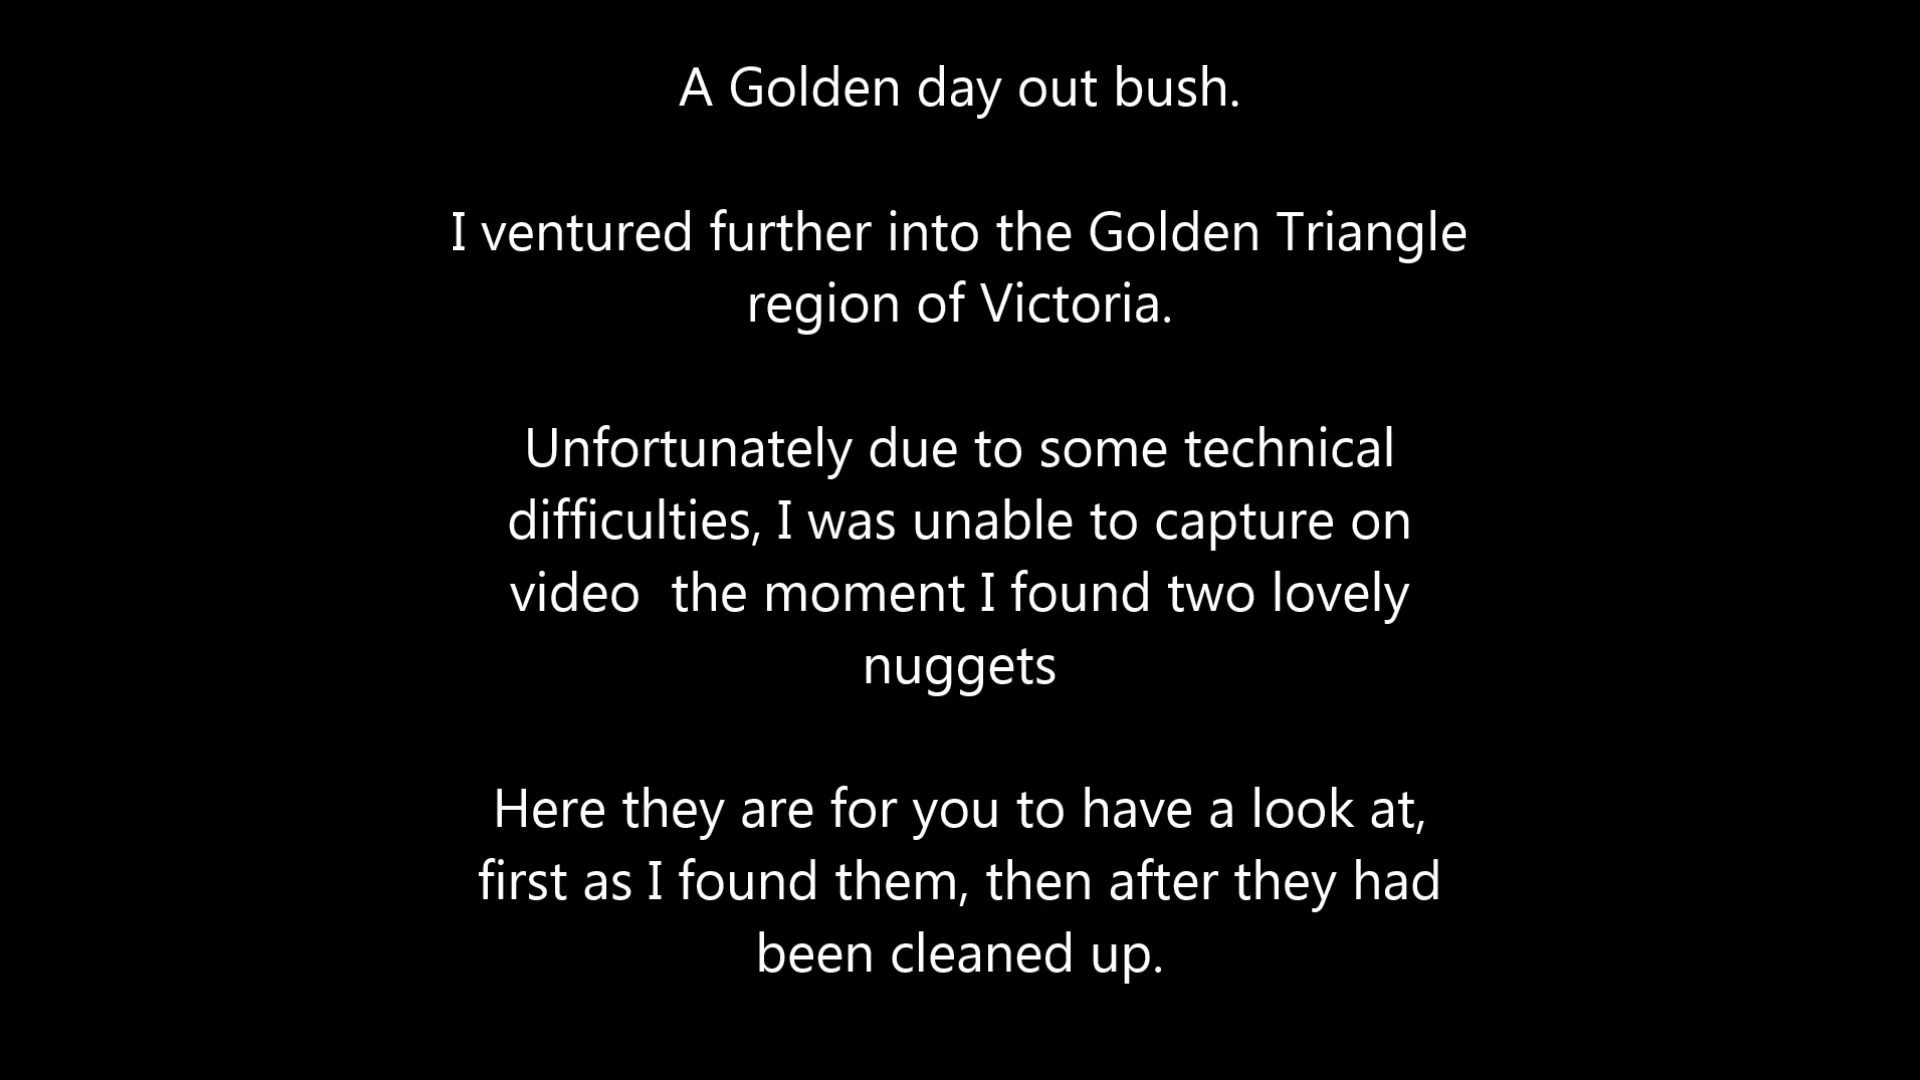 A Golden day out bush.
I ventured further into the Golden Triangle
region of Victoria.
Unfortunately due to some technical
difficulties, I was unable to capture on
video  the moment I found two lovely
nuggets
Here they are for you to have a look at,
first as I found them, then after they had
been cleaned up.